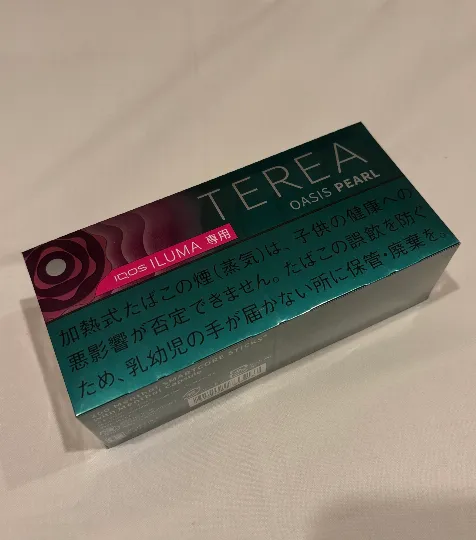 TEREA
OASIS PEARL
IQOS ILUMA 専用
加熱式たばこの煙(蒸気)は、子供の健康への
悪影響が否定できません。たばこの誤飲を防ぐ
ため、乳幼児の手が届かない所に保管・廃棄を。
MENTHOL SMARTCORE STICKS